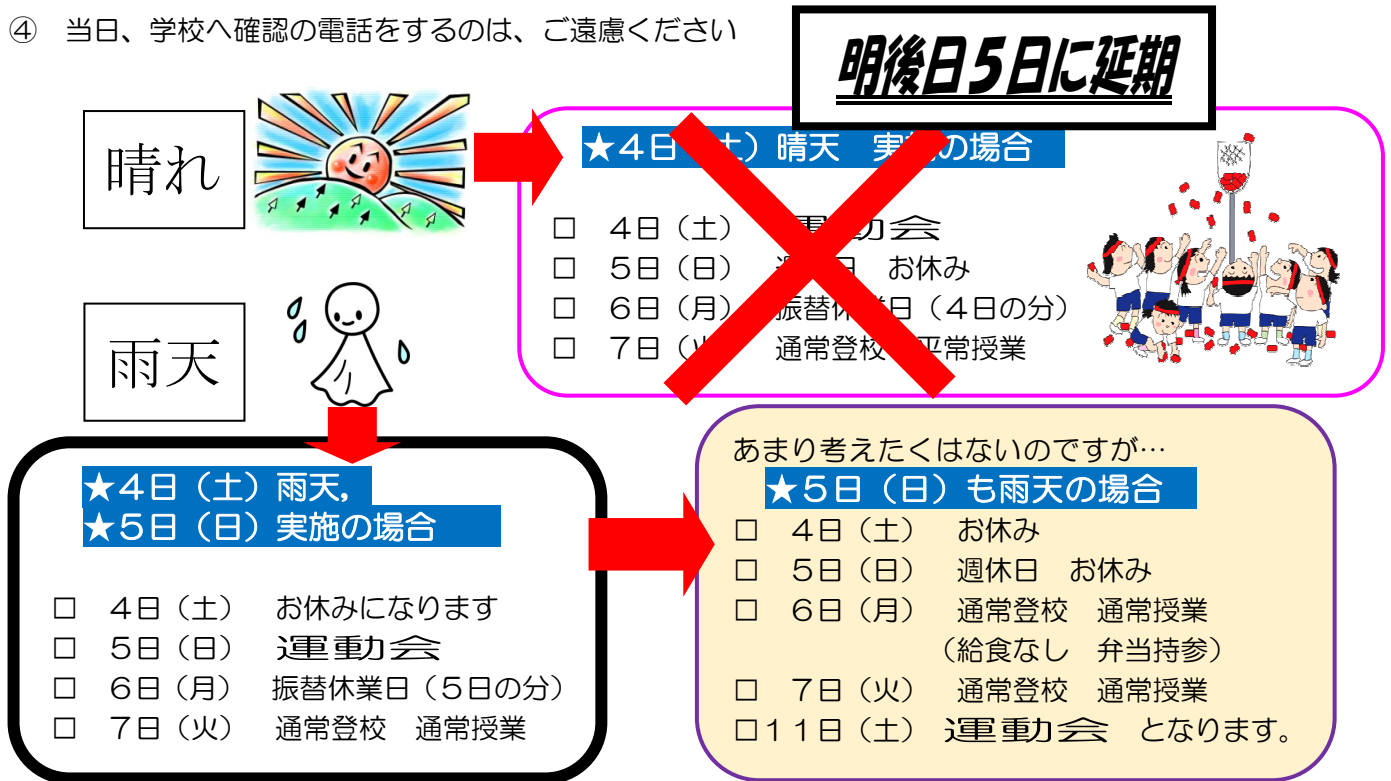 ④　当日、学校へ確認の電話をするのは、ご遠慮ください
明後日５日に延期
晴れ
★４日（土）晴天　実施の場合
□　４日（土）　運動会
□　５日（日）　週休日　お休み
□　６日（月）　振替休業日（４日の分）
□　７日（火）　通常登校　平常授業
雨天
★４日（土）雨天,
★５日（日）実施の場合
□　４日（土）　お休みになります
□　５日（日）　運動会
□　６日（月）　振替休業日（５日の分）
□　７日（火）　通常登校　通常授業
あまり考えたくはないのですが…
★５日（日）も雨天の場合
□　４日（土）　お休み
□　５日（日）　週休日　お休み
□　６日（月）　通常登校　通常授業
（給食なし　弁当持参）
□　７日（火）　通常登校　通常授業
□１１日（土）　運動会　となります。